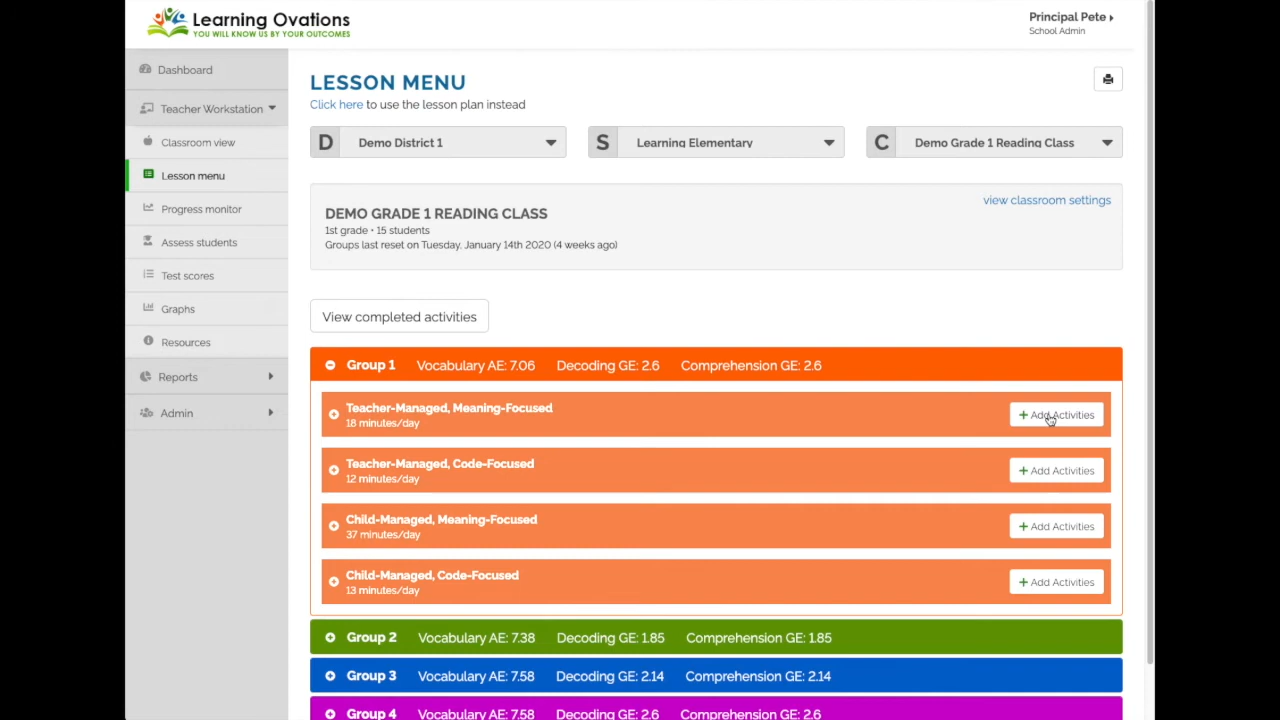 Learning Ovations
YOU WILL KNOW US BY YOUR OUTCOMES
Principal Pete
School Admin
Dashboard
Teacher Workstation
Classroom view
Lesson menu
Progress monitor
Assess students
Test scores
Graphs
Resources
Reports
Admin
LESSON MENU
Click here to use the lesson plan instead
D Demo District 1
S Learning Elementary
C Demo Grade 1 Reading Class
view classroom settings
DEMO GRADE 1 READING CLASS
1st grade • 15 students
Groups last reset on Tuesday, January 14th 2020 (4 weeks ago)
View completed activities
Group 1 Vocabulary AE: 7.06 Decoding GE: 2.6 Comprehension GE: 2.6
Teacher-Managed, Meaning-Focused
18 minutes/day
+ Add Activities
Teacher-Managed, Code-Focused
12 minutes/day
+ Add Activities
Child-Managed, Meaning-Focused
37 minutes/day
+ Add Activities
Child-Managed, Code-Focused
13 minutes/day
+ Add Activities
Group 2 Vocabulary AE: 7.38 Decoding GE: 1.85 Comprehension GE: 1.85
Group 3 Vocabulary AE: 7.58 Decoding GE: 2.14 Comprehension GE: 2.14
Group 4 Vocabulary AE: 7.58 Decoding GE: 2.6 Comprehension GE: 2.6